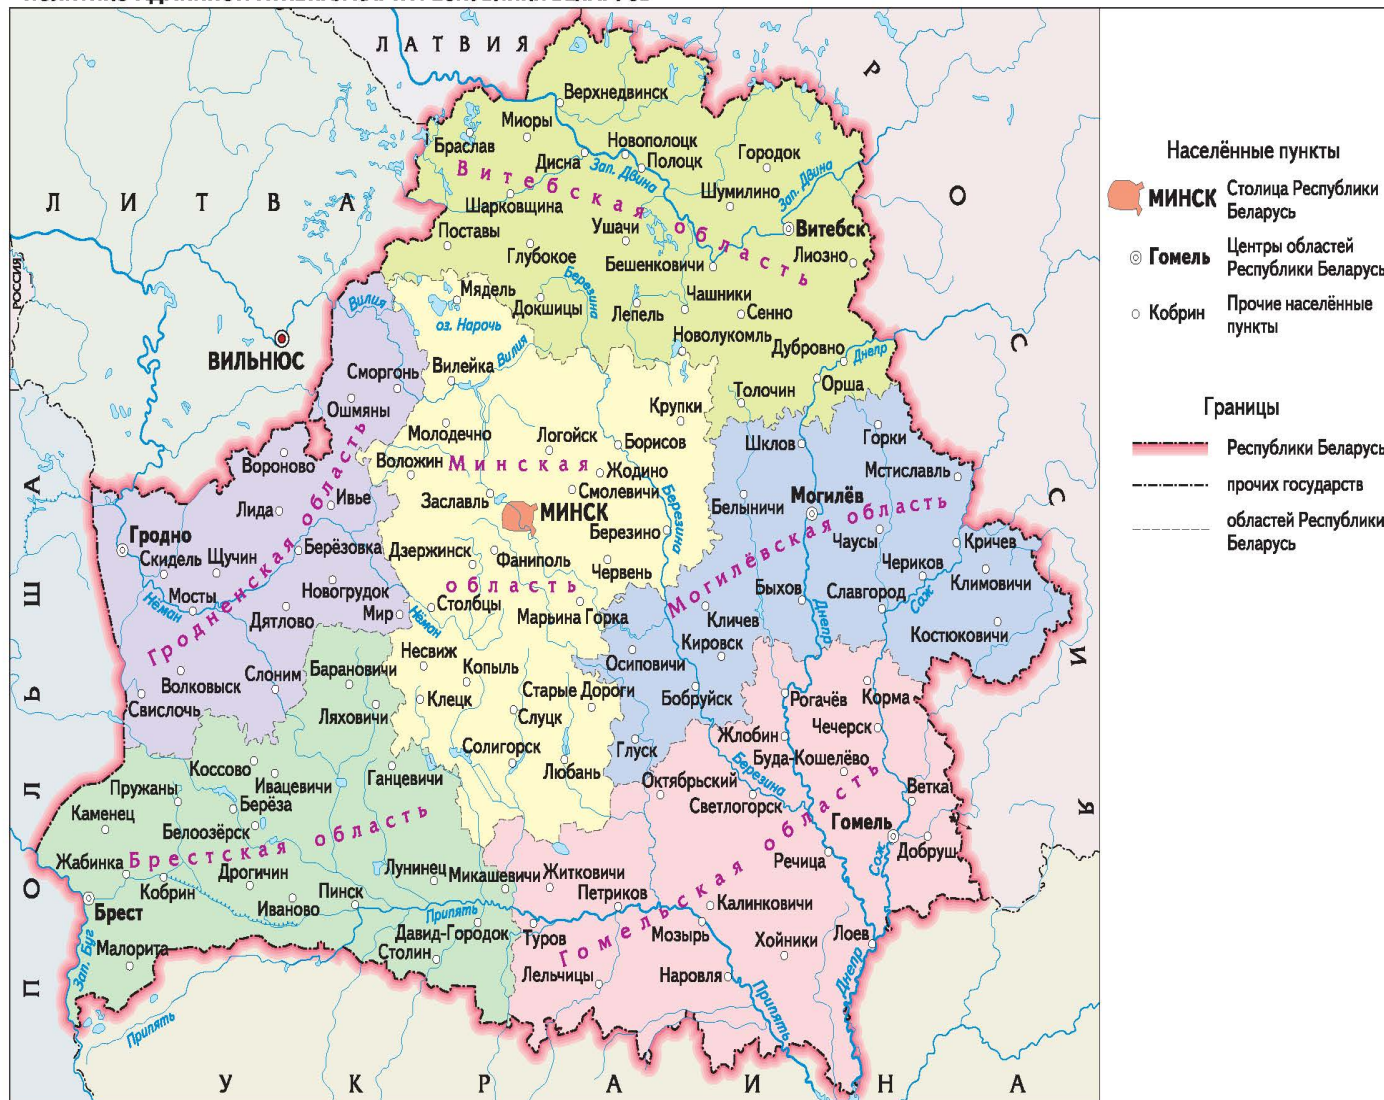 ЛАТВИЯ
РОССИЯ
ЛИТВА
ПОЛЬША
УКРАИНА
РОССИЯ
Верхнедвинск
Миоры
Браслав
Новополоцк
Дисна
Полоцк
Городок
Зап. Двина
Зап. Двина
Витебская область
Шумилино
Шарковщина
Ушачи
Витебск
Поставы
Глубокое
Бешенковичи
Лиозно
Березина
Мядель
Вилия
Докшицы
Лепель
Чашники
Сенно
оз. Нарочь
Новолукомль
ВИЛЬНЮС
Вилия
Дубровно
Днепр
Сморгонь
Вилейка
Орша
Толочин
Ошмяны
Крупки
Молодечно
Логойск
Борисов
Шклов
Горки
Вороново
Воложин
Минская область
Жодино
Мстиславль
Лида
Ивье
Заславль
Смолевичи
МИНСК
Березина
Белыничи
Могилёв
Гродно
Гродненская область
Березино
Могилёвская область
Чаусы
Кричев
Скидель
Щучин
Берёзовка
Дзержинск
Фаниполь
Червень
Чериков
Климовичи
Мосты
Новогрудок
Быхов
Славгород
Сож
Нёман
Дятлово
Мир
Столбцы
Нёман
Марьина Горка
Кличев
Днепр
Костюковичи
Несвиж
Кировск
Барановичи
Копыль
Осиповичи
Волковыск
Слоним
Клецк
Старые Дороги
Бобруйск
Рогачёв
Корма
Свислочь
Ляховичи
Слуцк
Чечерск
Жлобин
Солигорск
Глуск
Буда-Кошелёво
Коссово
Ивацевичи
Ганцевичи
Любань
Октябрьский
Березина
Пружаны
Берёза
Светлогорск
Ветка
Каменец
Белоозёрск
Брестская область
Гомель
Гомельская область
Жабинка
Дрогичин
Лунинец
Микашевичи
Житковичи
Речица
Сож
Добруш
Кобрин
Пинск
Петриков
Калинковичи
Брест
Иваново
Припять
Давид-Городок
Туров
Мозырь
Хойники
Лоев
Малорита
Столин
Лельчицы
Наровля
Зап. Буг
Припять
Припять
Днепр
Населённые пункты
МИНСК
Столица Республики
Беларусь
Гомель
Центры областей
Республики Беларусь
Кобрин
Прочие населённые
пункты
Границы
Республики Беларусь
прочих государств
областей Республики
Беларусь